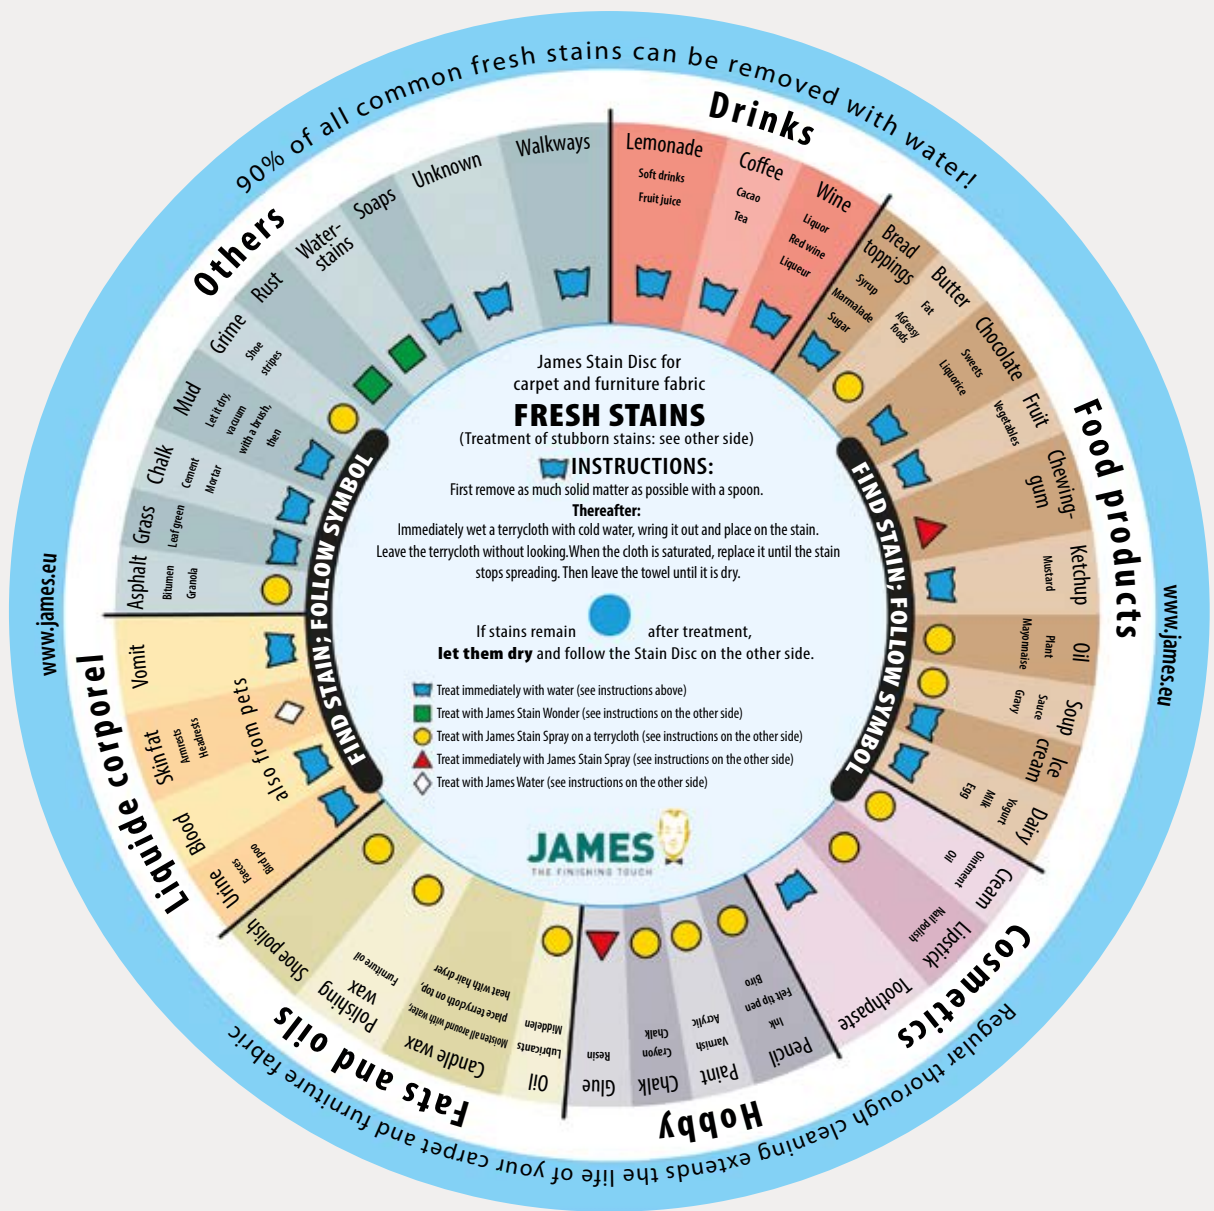 90% of all common fresh stains can be removed with water!
www.james.eu
Regular thorough cleaning extends the life of your carpet and furniture fabric
www.james.eu
Drinks
Lemonade
Soft drinks
Fruit juice
Coffee
Cacao
Tea
Wine
Liquor
Red wine
Liqueur
Food products
Bread
toppings
Syrup
Marmalade
Sugar
Butter
Fat
AGreasy
foods
Chocolate
Sweets
Liquorice
Fruit
Vegetables
Chewing-
gum
Ketchup
Mustard
Oil
Plant
Mayonnaise
Soup
Sauce
Gravy
Ice
cream
Dairy
Yogurt
Milk
Egg
Cosmetics
Cream
Ointment
Oil
Lipstick
Nail polish
Toothpaste
Hobby
Pencil
Ink
Felt tip pen
Biro
Paint
Varnish
Acrylic
Chalk
Crayon
Chalk
Glue
Resin
Fats and oils
Oil
Lubricants
Middelen
Candle wax
Moisten all around with water,
place terrycloth on top,
heat with hair dryer
Polishing
wax
Furniture oil
Shoe polish
Liquide corporel
Urine
Faeces
Bird poo
Blood
Skin fat
Armrests
Headrests
Vomit
also from pets
Others
Asphalt
Bitumen
Granola
Grass
Leaf green
Chalk
Cement
Mortar
Mud
Let it dry,
vacuum
with a brush,
then
Grime
Shoe
stripes
Rust
Water-
stains
Soaps
Unknown
Walkways
FIND STAIN; FOLLOW SYMBOL
FIND STAIN; FOLLOW SYMBOL
James Stain Disc for
carpet and furniture fabric
FRESH STAINS
(Treatment of stubborn stains: see other side)
INSTRUCTIONS:
First remove as much solid matter as possible with a spoon.
Thereafter:
Immediately wet a terrycloth with cold water, wring it out and place on the stain.
Leave the terrycloth without looking.When the cloth is saturated, replace it until the stain
stops spreading. Then leave the towel until it is dry.
If stains remain after treatment,
let them dry and follow the Stain Disc on the other side.
Treat immediately with water (see instructions above)
Treat with James Stain Wonder (see instructions on the other side)
Treat with James Stain Spray on a terrycloth (see instructions on the other side)
Treat immediately with James Stain Spray (see instructions on the other side)
Treat with James Water (see instructions on the other side)
JAMES
THE FINISHING TOUCH